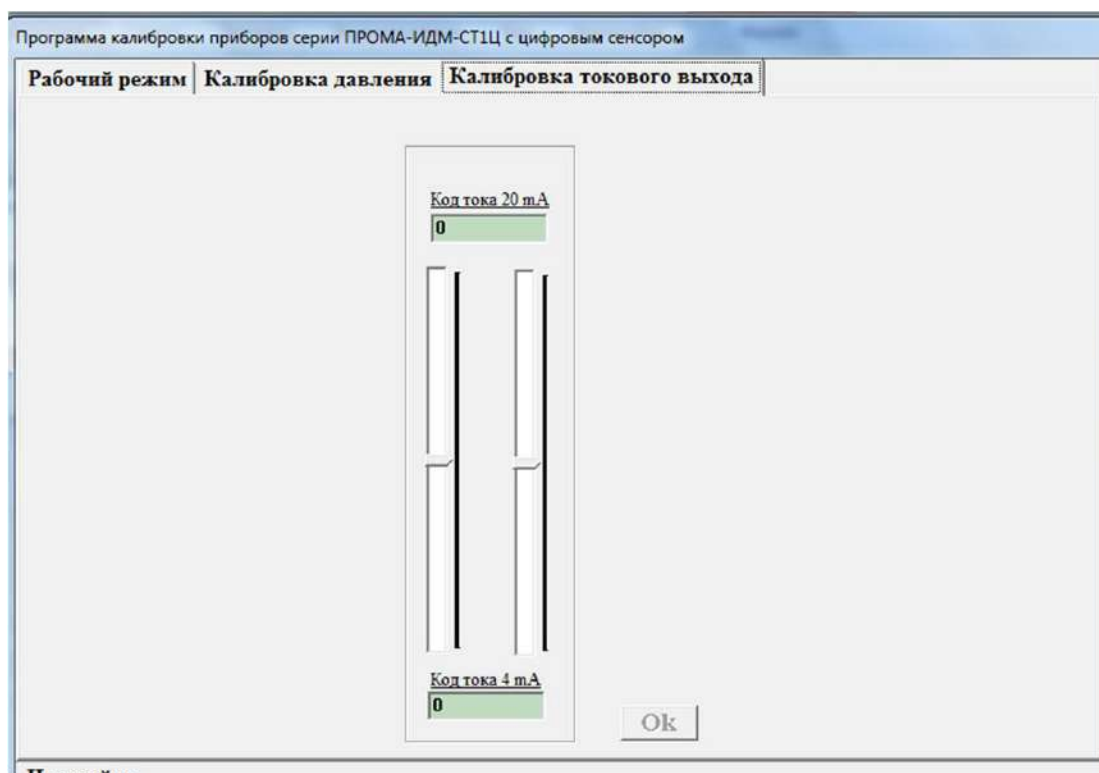 Программа калибровки приборов серии ПРОМА-ИДМ-СТ1Ц с цифровым сенсором
Рабочий режим Калибровка давления Калибровка токового выхода
Код тока 20 mA
0
Код тока 4 mA
0
Ok